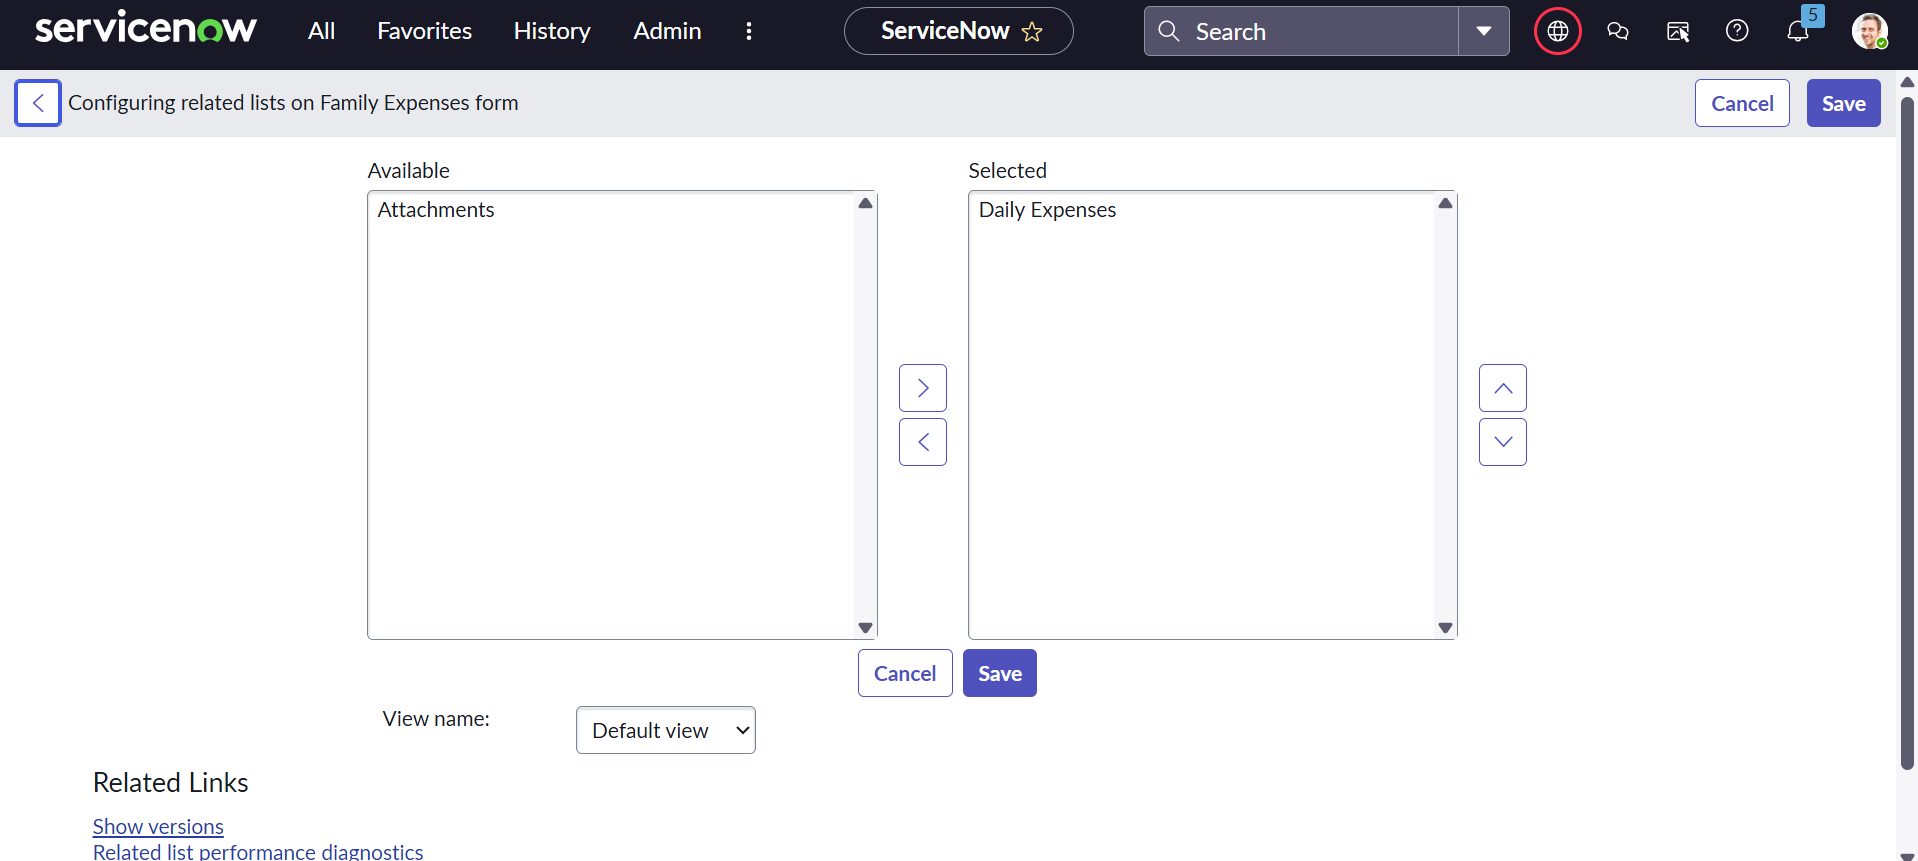 servicenow All Favorites History Admin ServiceNow Search 5
Configuring related lists on Family Expenses form Cancel Save
Available Selected
Attachments Daily Expenses
Cancel Save
View name: Default view
Related Links
Show versions
Related list performance diagnostics